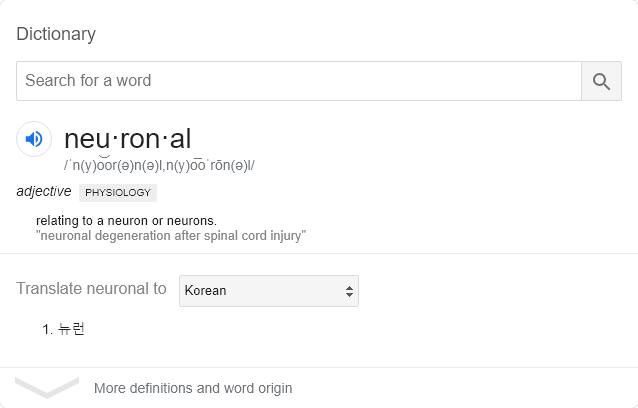 Dictionary
Search for a word
neu·ron·al
/ˈn(y)o͝or(ə)n(ə)l,n(y)o͞oˈrōn(ə)l/
adjective PHYSIOLOGY
relating to a neuron or neurons.
"neuronal degeneration after spinal cord injury"
Translate neuronal to Korean
1. 뉴런
More definitions and word origin